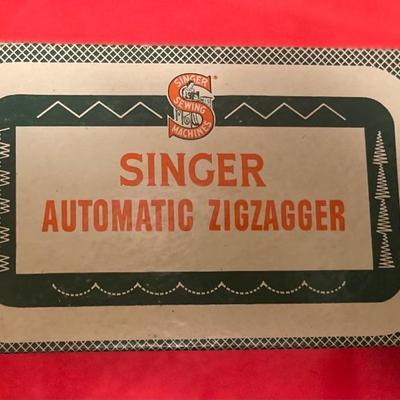 SINGER
SEWING
MACHINES
SINGER
AUTOMATIC ZIGZAGGER